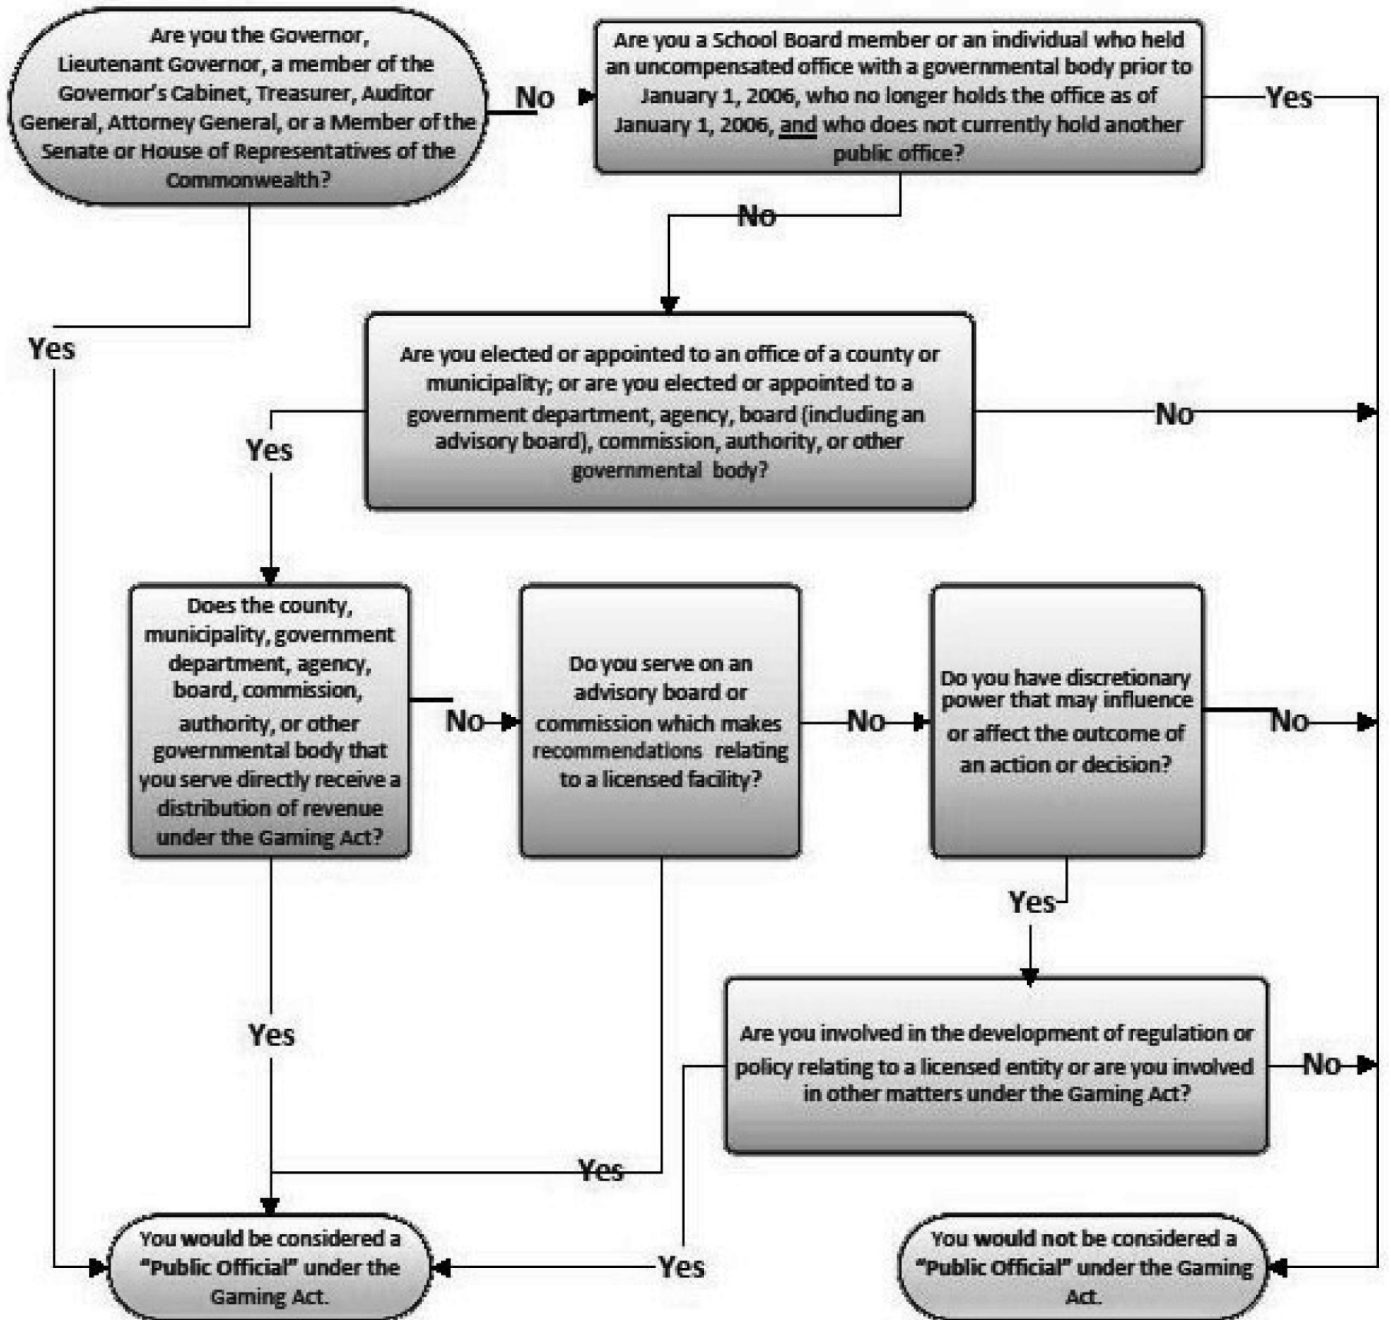 Are you the Governor,
Lieutenant Governor, a member of the
Governor's Cabinet, Treasurer, Auditor
General, Attorney General, or a Member of the
Senate or House of Representatives of the
Commonwealth?
No
Are you a School Board member or an individual who held
an uncompensated office with a governmental body prior to
January 1, 2006, who no longer holds the office as of
January 1, 2006, and who does not currently hold another
public office?
Yes
No
Yes
Are you elected or appointed to an office of a county or
municipality; or are you elected or appointed to a
government department, agency, board (including an
advisory board), commission, authority, or other
governmental body?
No
Yes
Does the county,
municipality, government
department, agency,
board, commission,
authority, or other
governmental body that
you serve directly receive a
distribution of revenue
under the Gaming Act?
No
Do you serve on an
advisory board or
commission which makes
recommendations relating
to a licensed facility?
No
Do you have discretionary
power that may influence
or affect the outcome of
an action or decision?
No
Yes
Yes
Are you involved in the development of regulation or
policy relating to a licensed entity or are you involved
in other matters under the Gaming Act?
No
Yes
Yes
You would be considered a
"Public Official" under the
Gaming Act.
You would not be considered a
"Public Official" under the Gaming
Act.